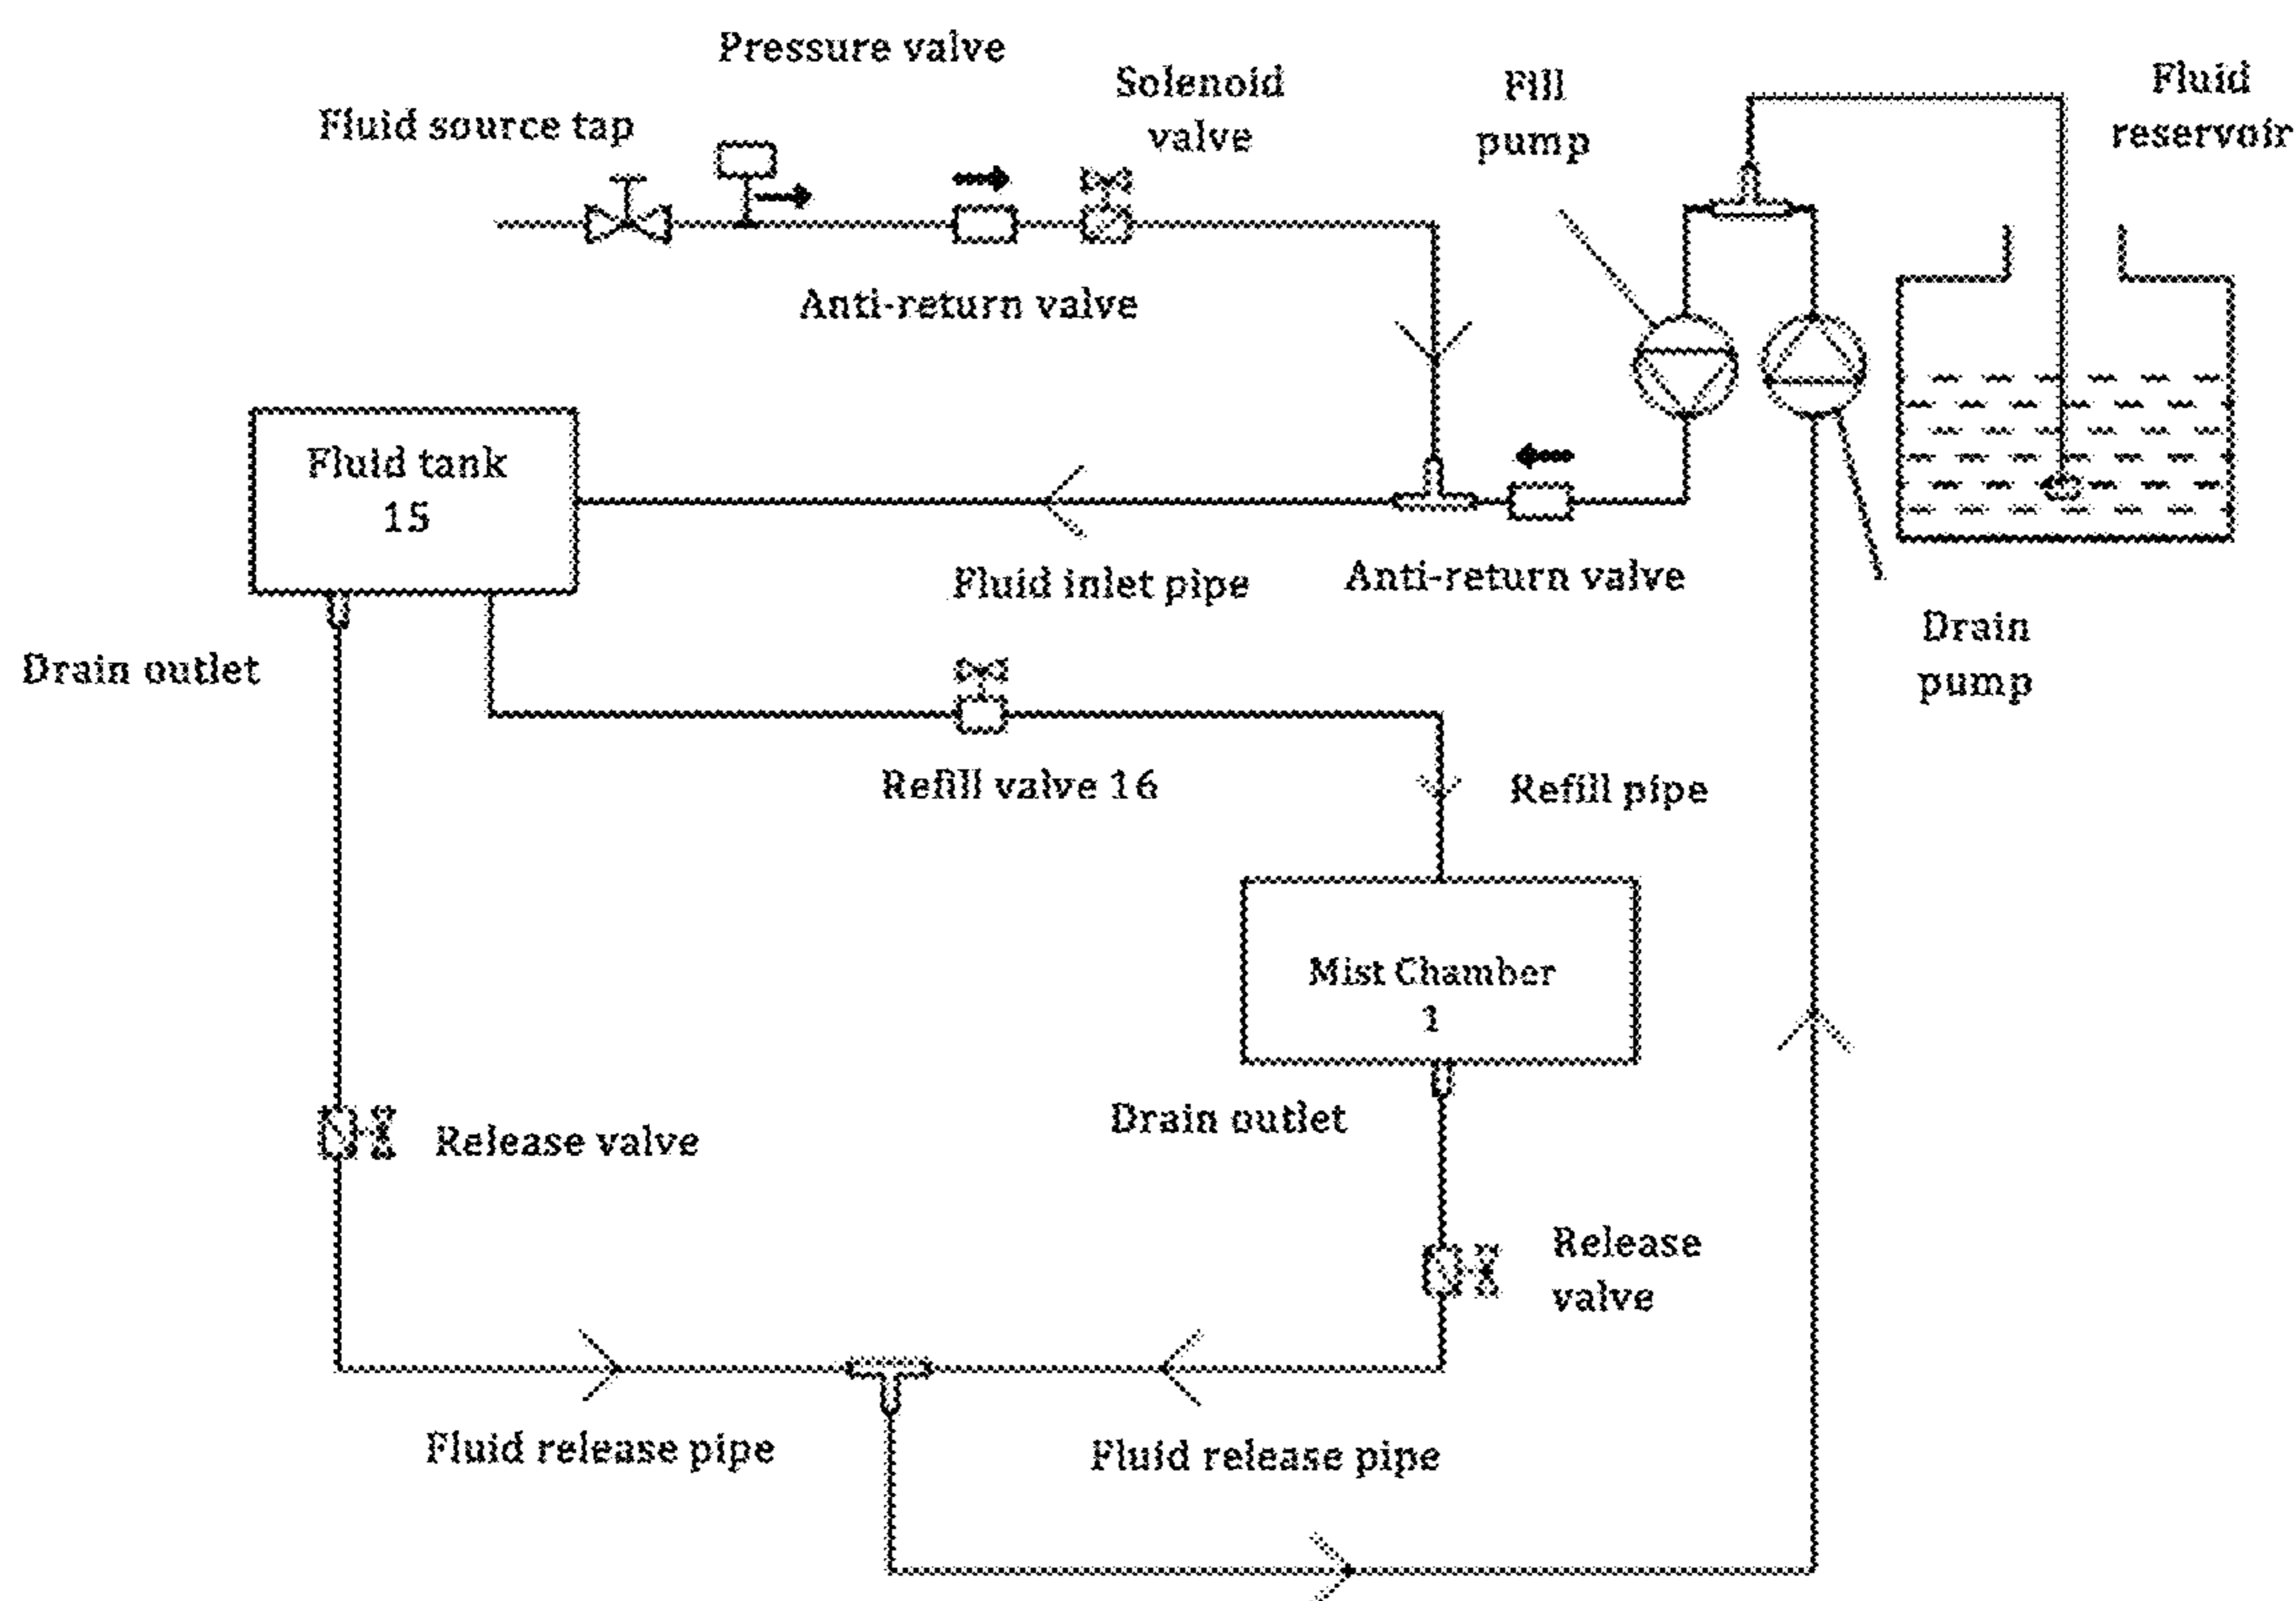 Pressure valve
Solenoid
valve
Fluid source tap
Fill
pump
Fluid
reservoir
Anti-return valve
Fluid tank
15
Fluid inlet pipe
Anti-return valve
Drain
pump
Drain outlet
Refill valve 16
Refill pipe
Mist Chamber
1
Drain outlet
Release valve
Release
valve
Fluid release pipe
Fluid release pipe